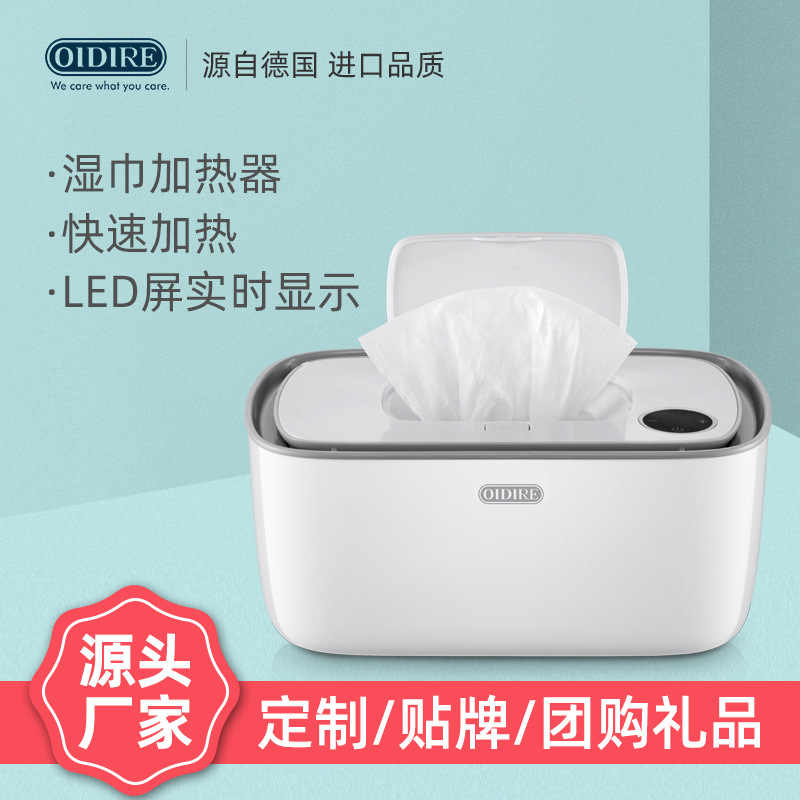 OIDIRE
We care what you care.
源自德国 进口品质
·湿巾加热器
·快速加热
·LED屏实时显示
OIDIRE
源头
厂家
定制/贴牌/团购礼品